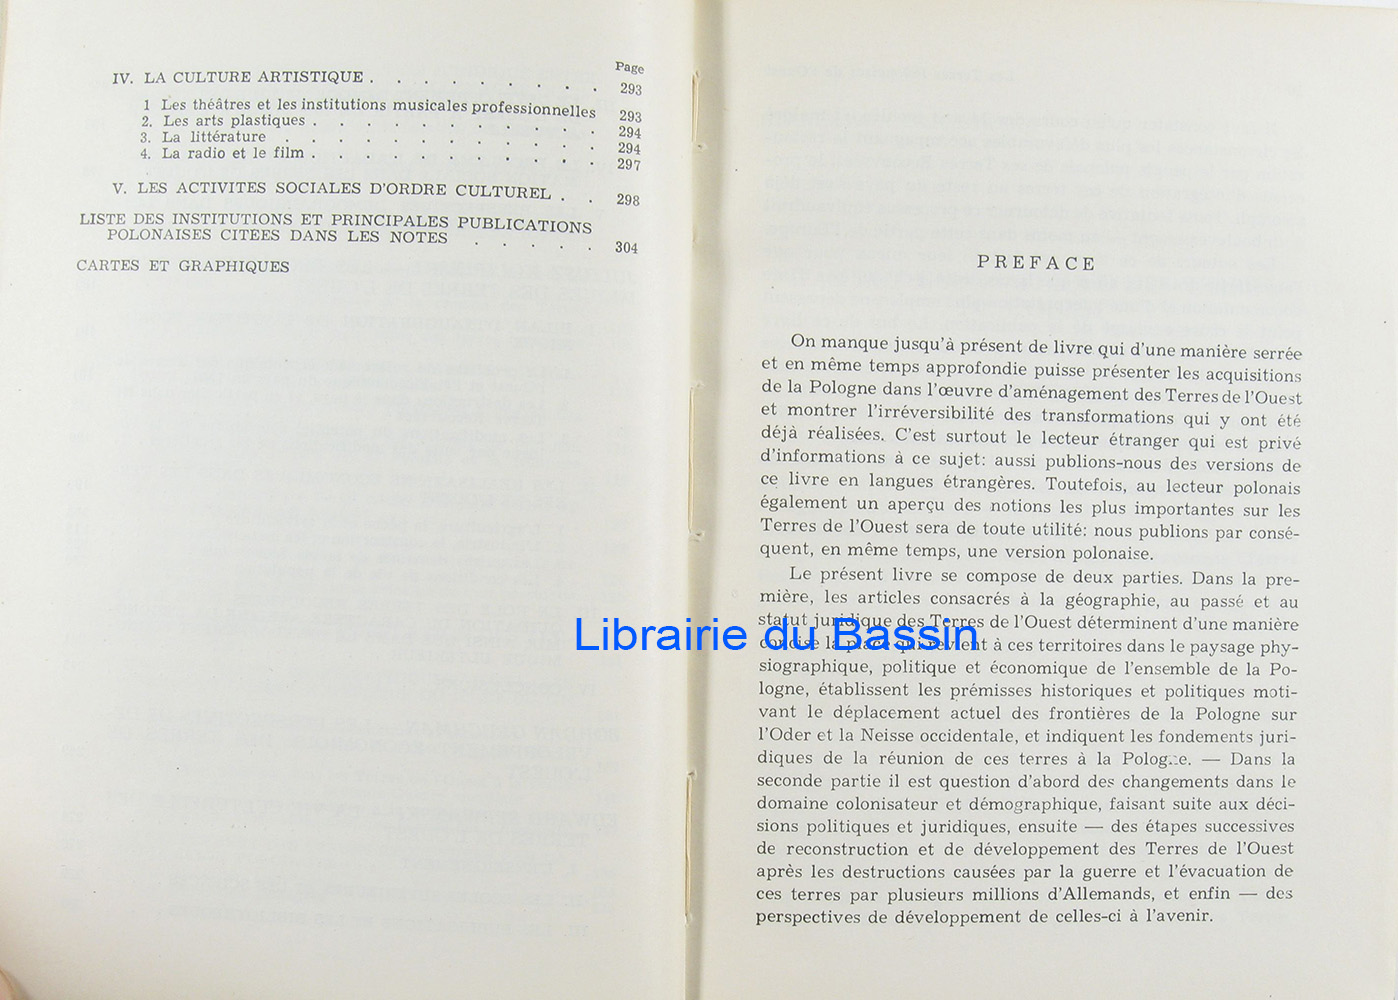 Page
IV. LA CULTURE ARTISTIQUE . . . . . . . . . 293
1 Les théâtres et les institutions musicales professionnelles 293
2. Les arts plastiques . . . . . . . . . . . 294
3. La littérature . . . . . . . . . . . 294
4. La radio et le film . . . . . . . . . . . 297
V. LES ACTIVITES SOCIALES D'ORDRE CULTUREL . . 298
LISTE DES INSTITUTIONS ET PRINCIPALES PUBLICATIONS
POLONAISES CITEES DANS LES NOTES . . . . . 304
CARTES ET GRAPHIQUES
PREFACE
On manque jusqu'à présent de livre qui d'une manière serrée
et en même temps approfondie puisse présenter les acquisitions
de la Pologne dans l'œuvre d'aménagement des Terres de l'Ouest
et montrer l'irréversibilité des transformations qui y ont été
déjà réalisées. C'est surtout le lecteur étranger qui est privé
d'informations à ce sujet: aussi publions-nous des versions de
ce livre en langues étrangères. Toutefois, au lecteur polonais
également un aperçu des notions les plus importantes sur les
Terres de l'Ouest sera de toute utilité: nous publions par consé-
quent, en même temps, une version polonaise.
Le présent livre se compose de deux parties. Dans la pre-
mière, les articles consacrés à la géographie, au passé et au
statut juridique des Terres de l'Ouest déterminent d'une manière
concise la place qui revient à ces territoires dans le paysage phy-
siographique, politique et économique de l'ensemble de la Po-
logne, établissent les prémisses historiques et politiques moti-
vant le déplacement actuel des frontières de la Pologne sur
l'Oder et la Neisse occidentale, et indiquent les fondements juri-
diques de la réunion de ces terres à la Pologne. — Dans la
seconde partie il est question d'abord des changements dans le
domaine colonisateur et démographique, faisant suite aux déci-
sions politiques et juridiques, ensuite — des étapes successives
de reconstruction et de développement des Terres de l'Ouest
après les destructions causées par la guerre et l'évacuation de
ces terres par plusieurs millions d'Allemands, et enfin — des
perspectives de développement de celles-ci à l'avenir.
Librairie du Bassin